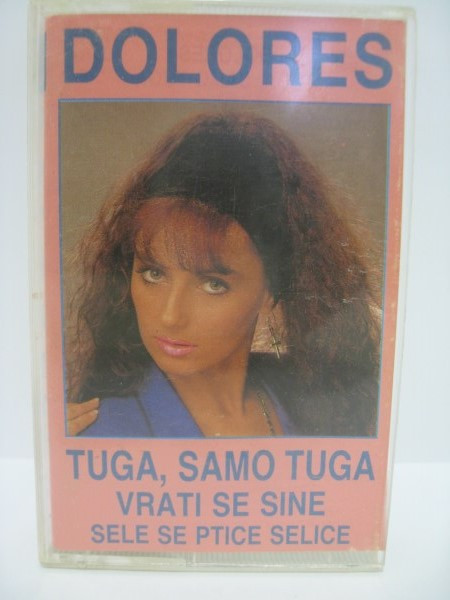 DOLORES
TUGA, SAMO TUGA
VRATI SE SINE
SELE SE PTICE SELICE